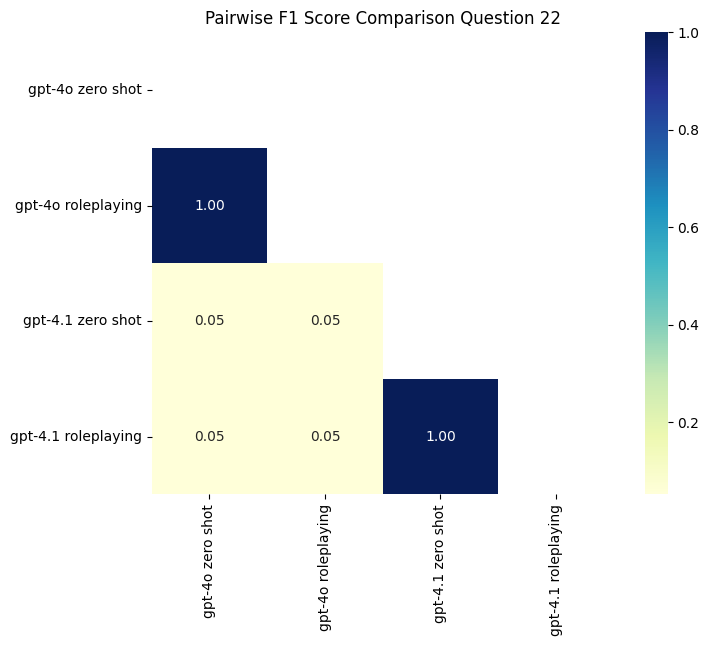 Pairwise F1 Score Comparison Question 22
gpt-4o zero shot
gpt-4o roleplaying
1.00
gpt-4.1 zero shot
0.05 0.05
gpt-4.1 roleplaying
0.05 0.05 1.00
gpt-4o zero shot
gpt-4o roleplaying
gpt-4.1 zero shot
gpt-4.1 roleplaying
1.0
0.8
0.6
0.4
0.2